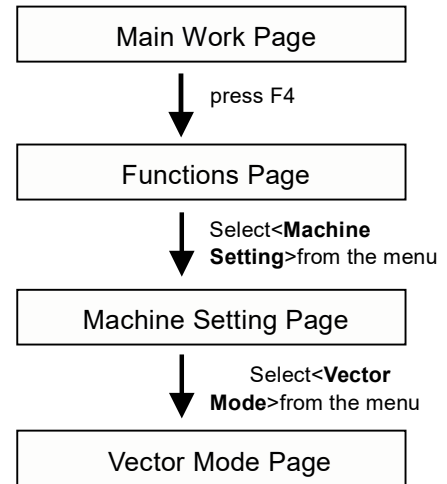 Main Work Page
press F4
Functions Page
Select<Machine
Setting>from the menu
Machine Setting Page
Select<Vector
Mode>from the menu
Vector Mode Page